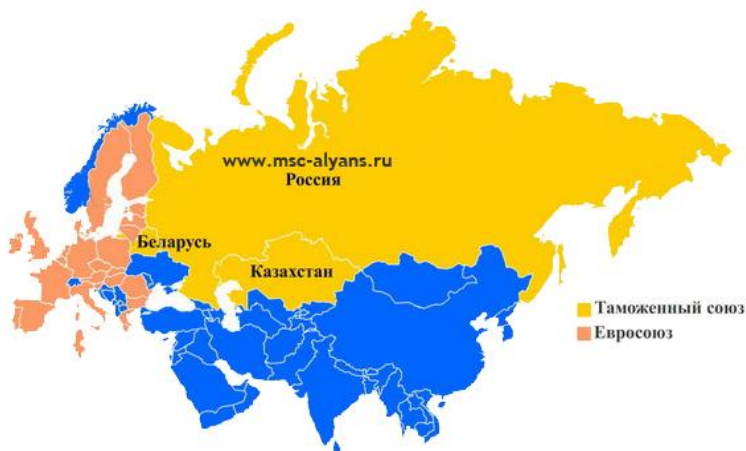 www.msc-alyans.ru
Россия
Беларусь
Казахстан
Таможенный союз
Евросоюз